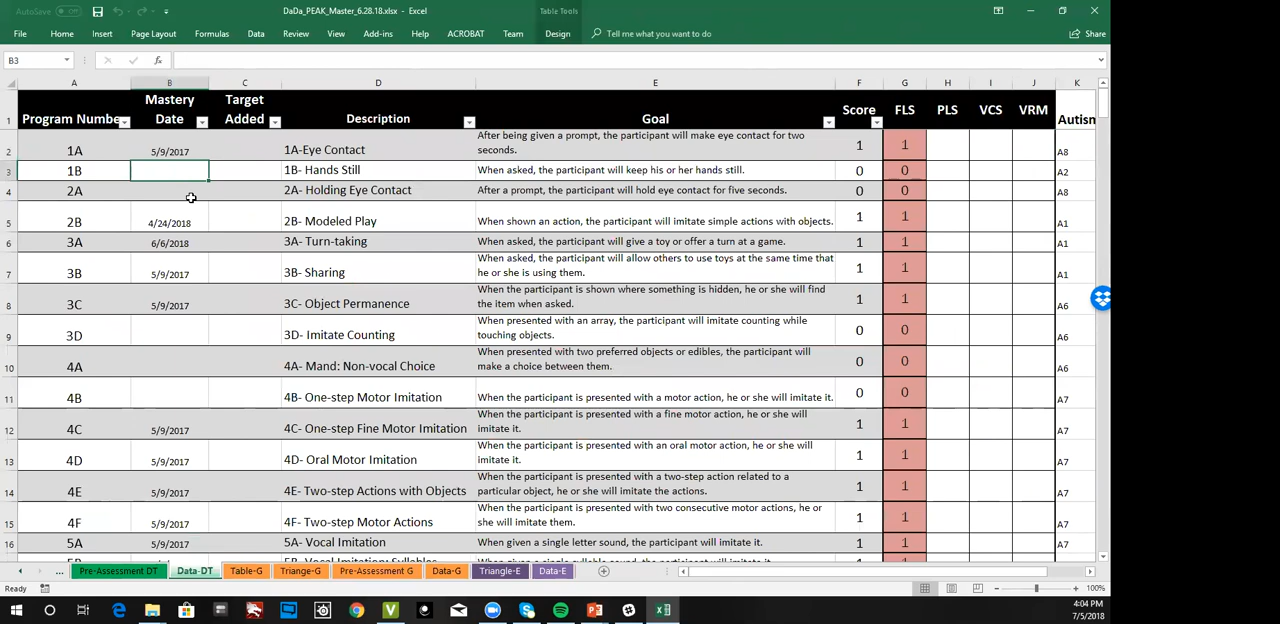 AutoSave Off DaDa_PEAK_Master_6.28.18.xlsx - Excel Table Tools
File Home Insert Page Layout Formulas Data Review View Add-ins Help ACROBAT Team Design Tell me what you want to do Share
B3 fx
A B C D E F G H I J K
1 Program Numbe Mastery Date Target Added Description Goal Score FLS PLS VCS VRM Autism
2 1A 5/9/2017 1A-Eye Contact After being given a prompt, the participant will make eye contact for two seconds. 1 1 A8
3 1B 1B- Hands Still When asked, the participant will keep his or her hands still. 0 0 A2
4 2A 2A- Holding Eye Contact After a prompt, the participant will hold eye contact for five seconds. 0 0 A8
5 2B 4/24/2018 2B- Modeled Play When shown an action, the participant will imitate simple actions with objects. 1 1 A1
6 3A 6/6/2018 3A- Turn-taking When asked, the participant will give a toy or offer a turn at a game. 1 1 A1
7 3B 5/9/2017 3B- Sharing When asked, the participant will allow others to use toys at the same time that he or she is using them. 1 1 A1
8 3C 5/9/2017 3C- Object Permanence When the participant is shown where something is hidden, he or she will find the item when asked. 1 1 A6
9 3D 3D- Imitate Counting When presented with an array, the participant will imitate counting while touching objects. 0 0 A6
10 4A 4A- Mand: Non-vocal Choice When presented with two preferred objects or edibles, the participant will make a choice between them. 0 0 A6
11 4B 4B- One-step Motor Imitation When the participant is presented with a motor action, he or she will imitate it. 0 0 A7
12 4C 5/9/2017 4C- One-step Fine Motor Imitation When the participant is presented with a fine motor action, he or she will imitate it. 1 1 A7
13 4D 5/9/2017 4D- Oral Motor Imitation When the participant is presented with an oral motor action, he or she will imitate it. 1 1 A7
14 4E 5/9/2017 4E- Two-step Actions with Objects When the participant is presented with a two-step action related to a particular object, he or she will imitate the actions. 1 1 A7
15 4F 5/9/2017 4F- Two-step Motor Actions When the participant is presented with two consecutive motor actions, he or she will imitate them. 1 1 A7
16 5A 5/9/2017 5A- Vocal Imitation When given a single letter sound, the participant will imitate it. 1 1 A7
... Pre-Assessment DT Data-DT Table-G Triange-G Pre-Assessment G Data-G Triangle-E Data-E
Ready 100%
4:04 PM
7/5/2018